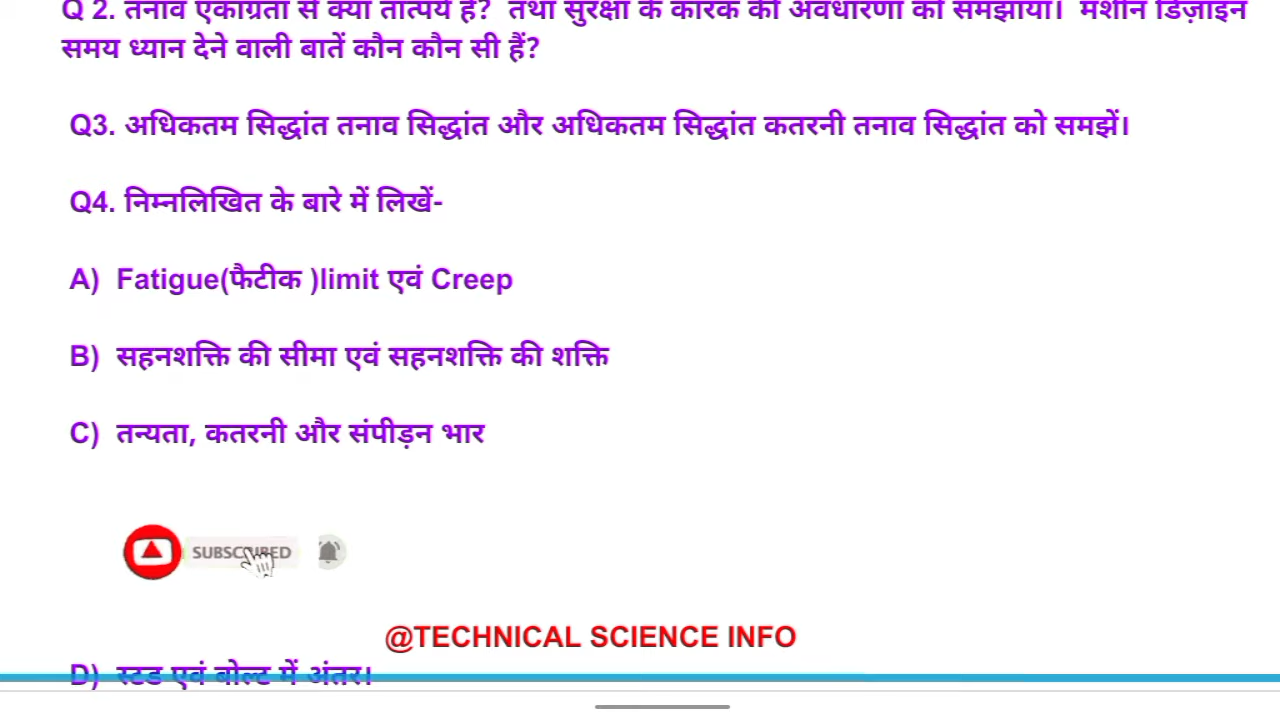 Q 2. तनाव एकाग्रता से क्या तात्पर्य है? तथा सुरक्षा के कारक की अवधारणा को समझाया। मशीन डिज़ाइन
समय ध्यान देने वाली बातें कौन कौन सी हैं?
Q3. अधिकतम सिद्धांत तनाव सिद्धांत और अधिकतम सिद्धांत कतरनी तनाव सिद्धांत को समझें।
Q4. निम्नलिखित के बारे में लिखें-
A) Fatigue(फैटीक )limit एवं Creep
B) सहनशक्ति की सीमा एवं सहनशक्ति की शक्ति
C) तन्यता, कतरनी और संपीड़न भार
SUBSCRIBED
@TECHNICAL SCIENCE INFO
D) स्टड एवं बोल्ट में अंतर।